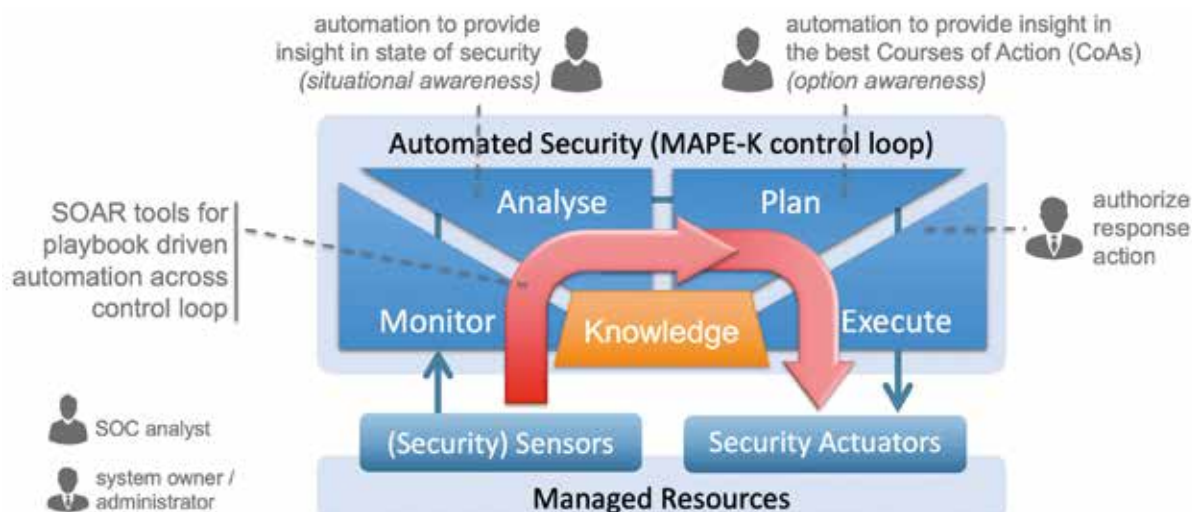 automation to provide
insight in state of security
(situational awareness)
automation to provide insight in
the best Courses of Action (CoAs)
(option awareness)
Automated Security (MAPE-K control loop)
Analyse
Plan
SOAR tools for
playbook driven
automation across
control loop
authorize
response
action
Monitor
Knowledge
Execute
(Security) Sensors
Security Actuators
SOC analyst
system owner /
administrator
Managed Resources